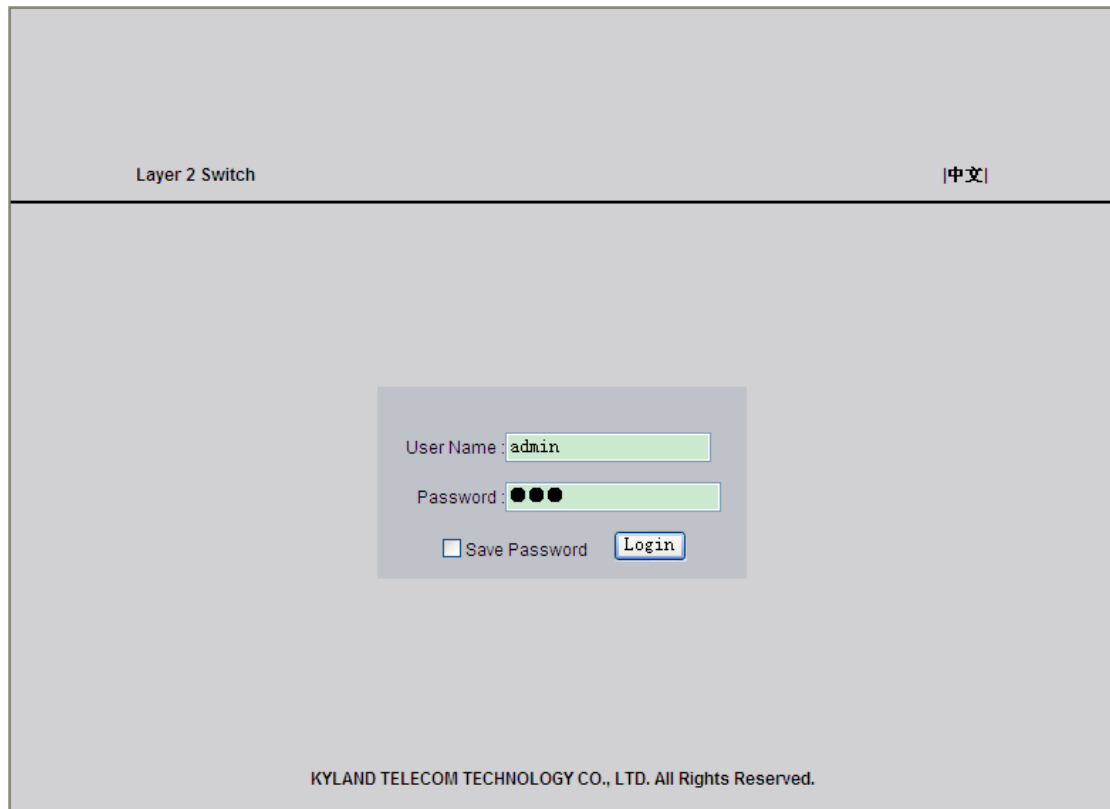 Layer 2 Switch |中文|
User Name : admin
Password : ●●●
Save Password Login
KYLAND TELECOM TECHNOLOGY CO., LTD. All Rights Reserved.